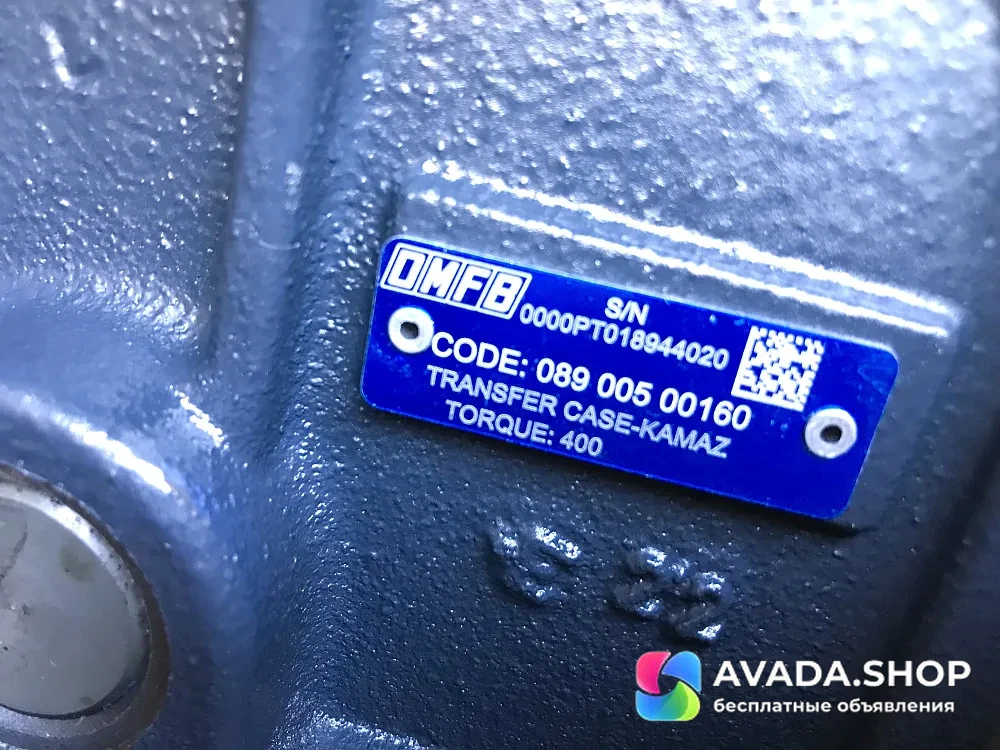 OMFB
S/N
0000PT018944020
CODE: 089 005 00160
TRANSFER CASE-KAMAZ
TORQUE: 400
AVADA.SHOP
бесплатные объявления